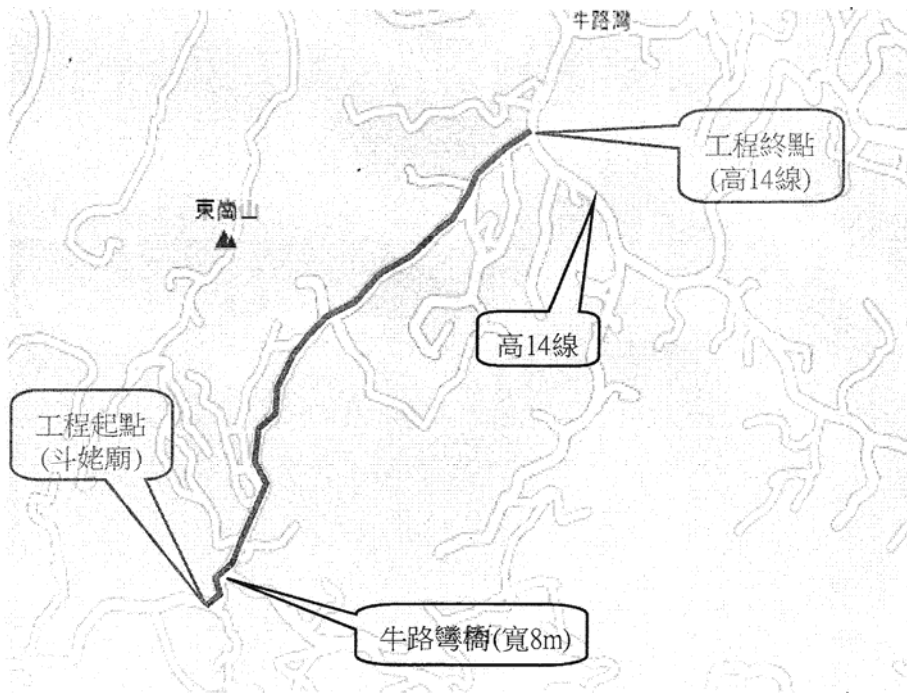 牛路灣
工程終點
(高14線)
東崗山
高14線
工程起點
(斗姥廟)
牛路彎橋(寬8m)